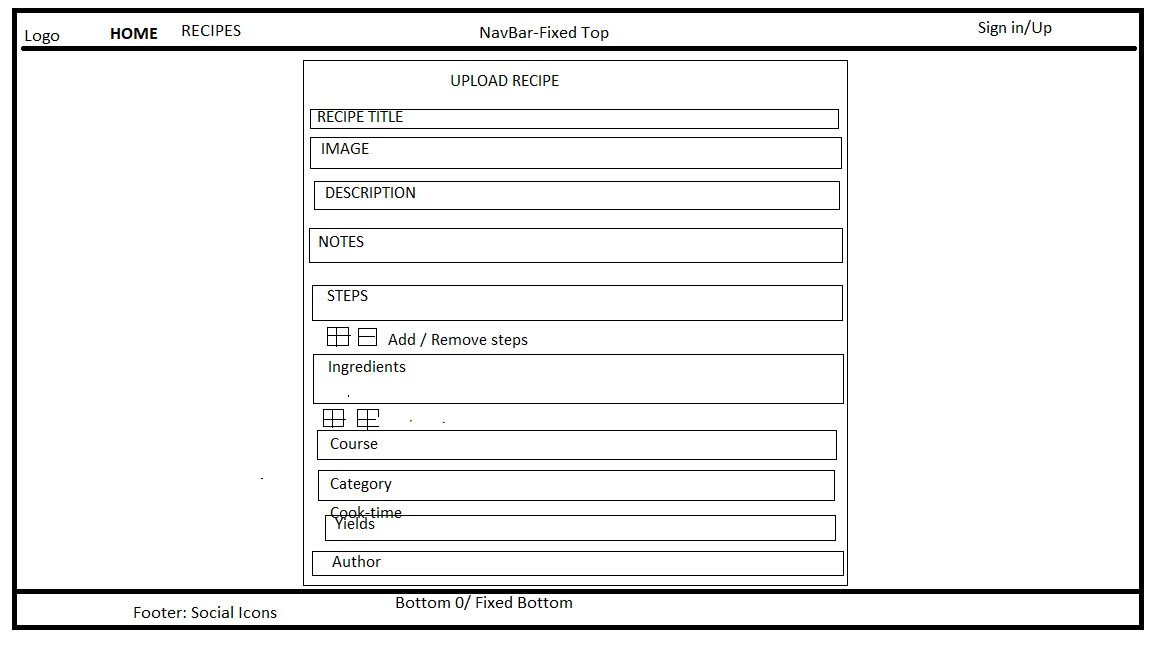 Logo HOME RECIPES NavBar-Fixed Top Sign in/Up
UPLOAD RECIPE
RECIPE TITLE
IMAGE
DESCRIPTION
NOTES
STEPS
Add / Remove steps
Ingredients
Course
Category
Cook-time
Yields
Author
Bottom 0/ Fixed Bottom
Footer: Social Icons